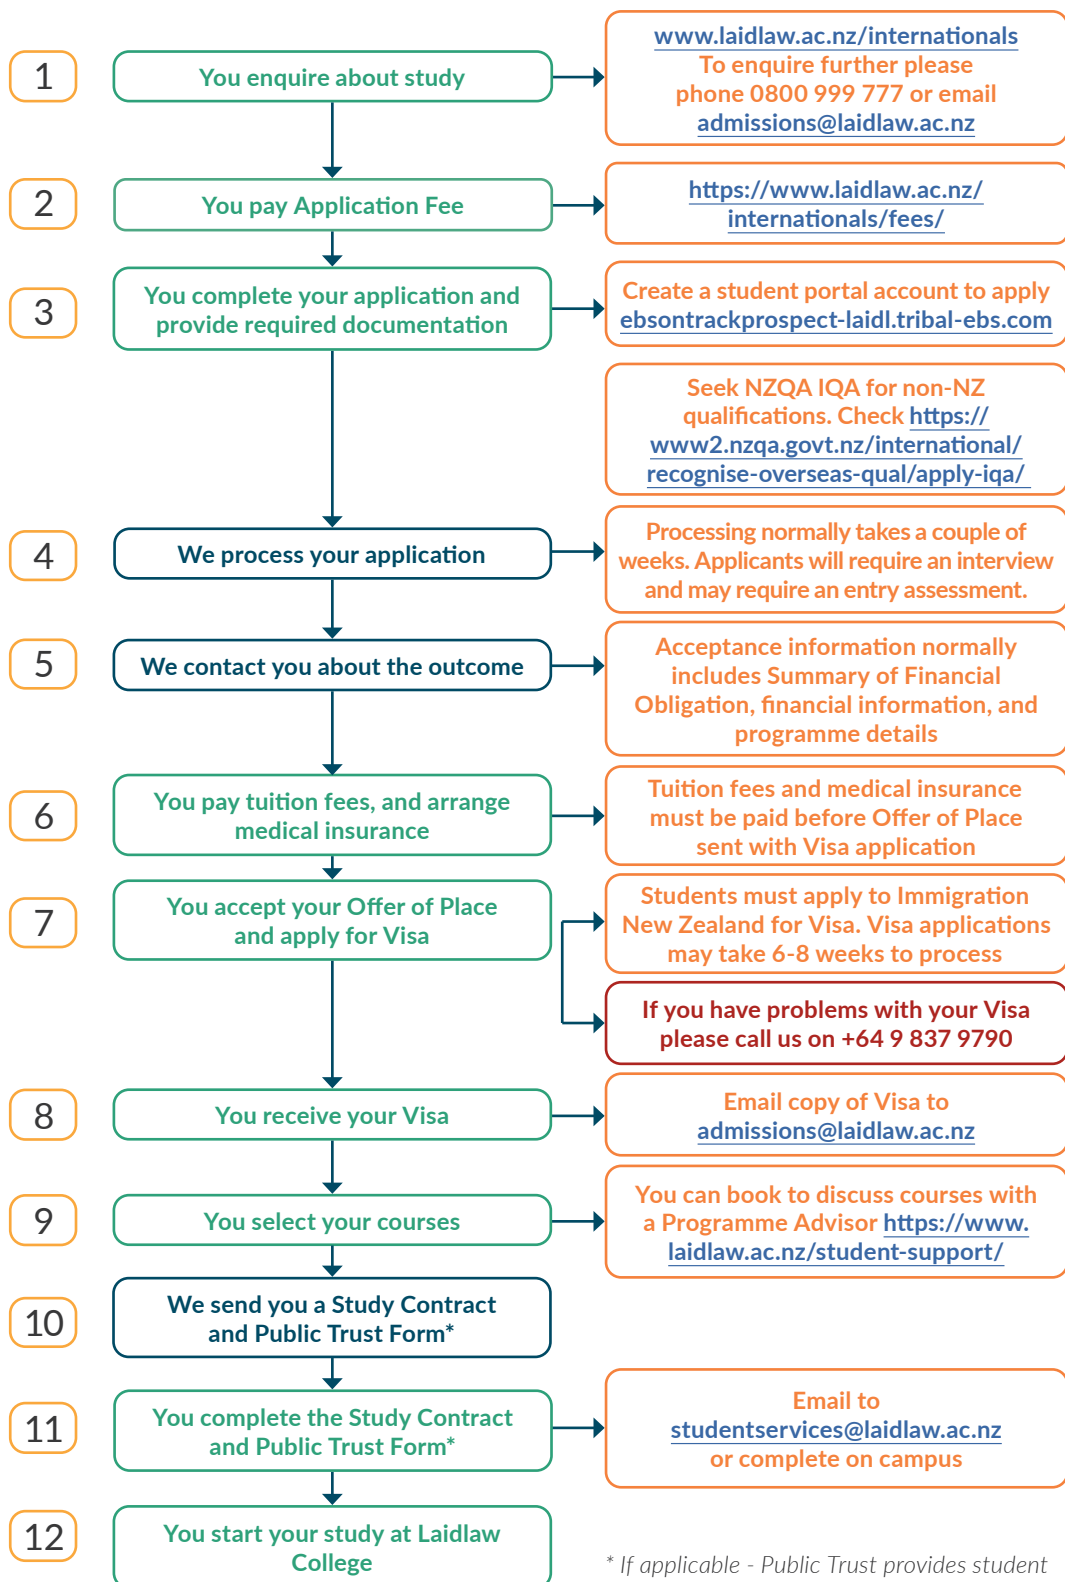 1
You enquire about study
www.laidlaw.ac.nz/internationals
To enquire further please
phone 0800 999 777 or email
admissions@laidlaw.ac.nz
2
You pay Application Fee
https://www.laidlaw.ac.nz/
internationals/fees/
3
You complete your application and
provide required documentation
Create a student portal account to apply
ebsontrackprospect-laidl.tribal-ebs.com
Seek NZQA IQA for non-NZ
qualifications. Check https://
www2.nzqa.govt.nz/international/
recognise-overseas-qual/apply-iqa/
4
We process your application
Processing normally takes a couple of
weeks. Applicants will require an interview
and may require an entry assessment.
5
We contact you about the outcome
Acceptance information normally
includes Summary of Financial
Obligation, financial information, and
programme details
6
You pay tuition fees, and arrange
medical insurance
Tuition fees and medical insurance
must be paid before Offer of Place
sent with Visa application
7
You accept your Offer of Place
and apply for Visa
Students must apply to Immigration
New Zealand for Visa. Visa applications
may take 6-8 weeks to process
If you have problems with your Visa
please call us on +64 9 837 9790
8
You receive your Visa
Email copy of Visa to
admissions@laidlaw.ac.nz
9
You select your courses
You can book to discuss courses with
a Programme Advisor https://www.
laidlaw.ac.nz/student-support/
10
We send you a Study Contract
and Public Trust Form*
11
You complete the Study Contract
and Public Trust Form*
Email to
studentservices@laidlaw.ac.nz
or complete on campus
12
You start your study at Laidlaw
College
* If applicable - Public Trust provides student